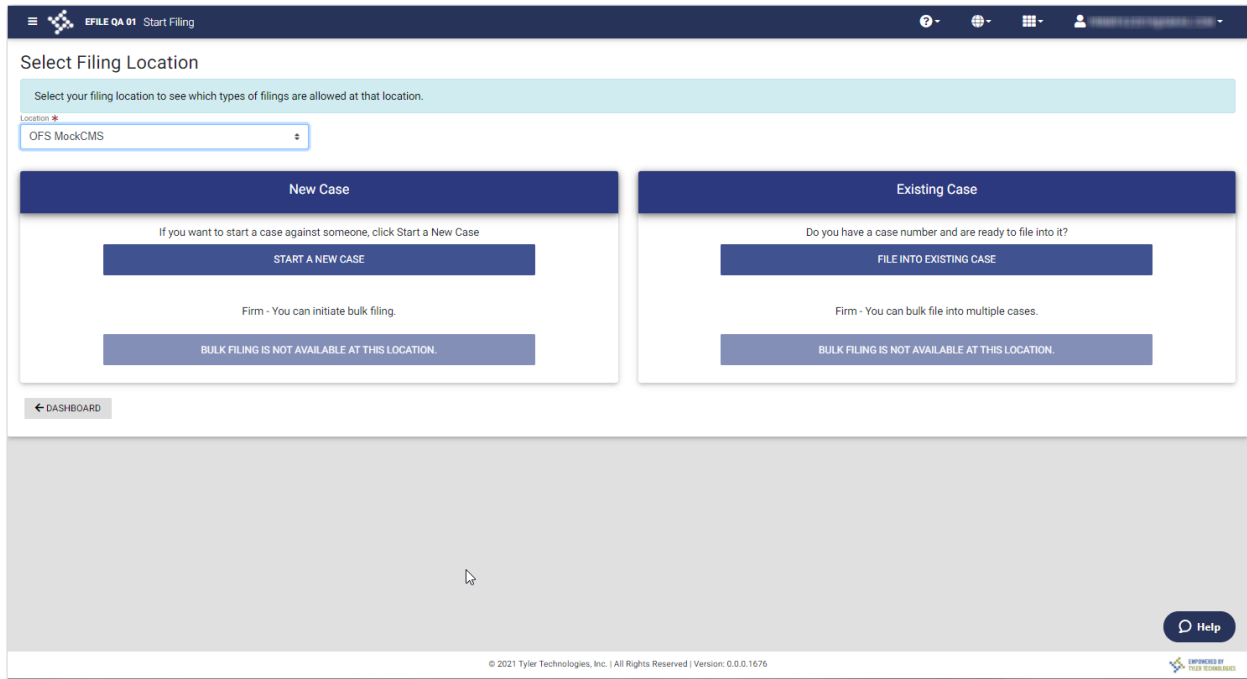 EFILE QA 01 Start Filing
Select Filing Location
Select your filing location to see which types of filings are allowed at that location.
Location *
OFS MockCMS
New Case
If you want to start a case against someone, click Start a New Case
START A NEW CASE
Firm - You can initiate bulk filing.
BULK FILING IS NOT AVAILABLE AT THIS LOCATION.
Existing Case
Do you have a case number and are ready to file into it?
FILE INTO EXISTING CASE
Firm - You can bulk file into multiple cases.
BULK FILING IS NOT AVAILABLE AT THIS LOCATION.
DASHBOARD
Help
© 2021 Tyler Technologies, Inc. | All Rights Reserved | Version: 0.0.0.1676
EMPOWERED BY
TYLER TECHNOLOGIES